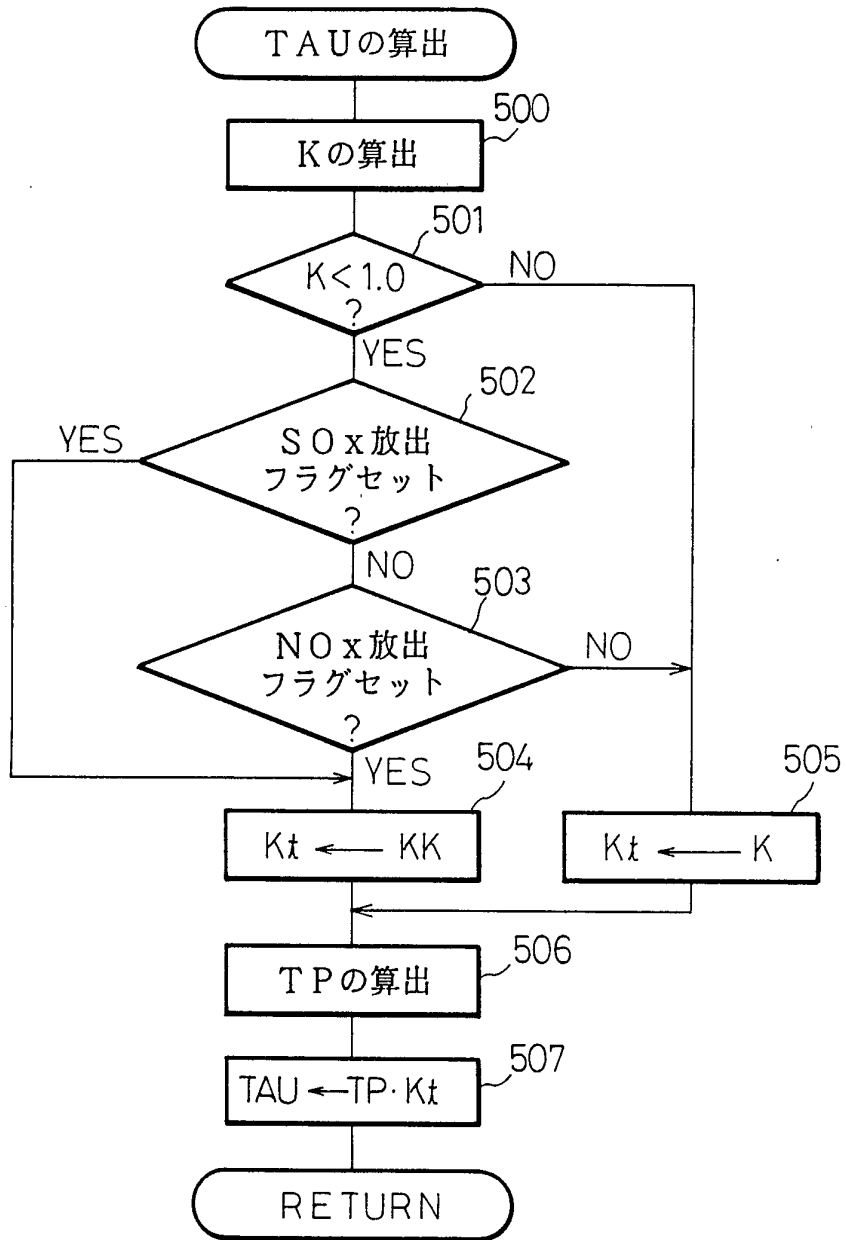 TAUの算出
500
Kの算出
501
K<1.0
?
NO
YES
502
YES
SOx放出
フラグセット
?
NO
503
NOx放出
フラグセット
?
NO
YES
504
505
Kt ← KK
Kt ← K
506
TPの算出
507
TAU ← TP・Kt
RETURN